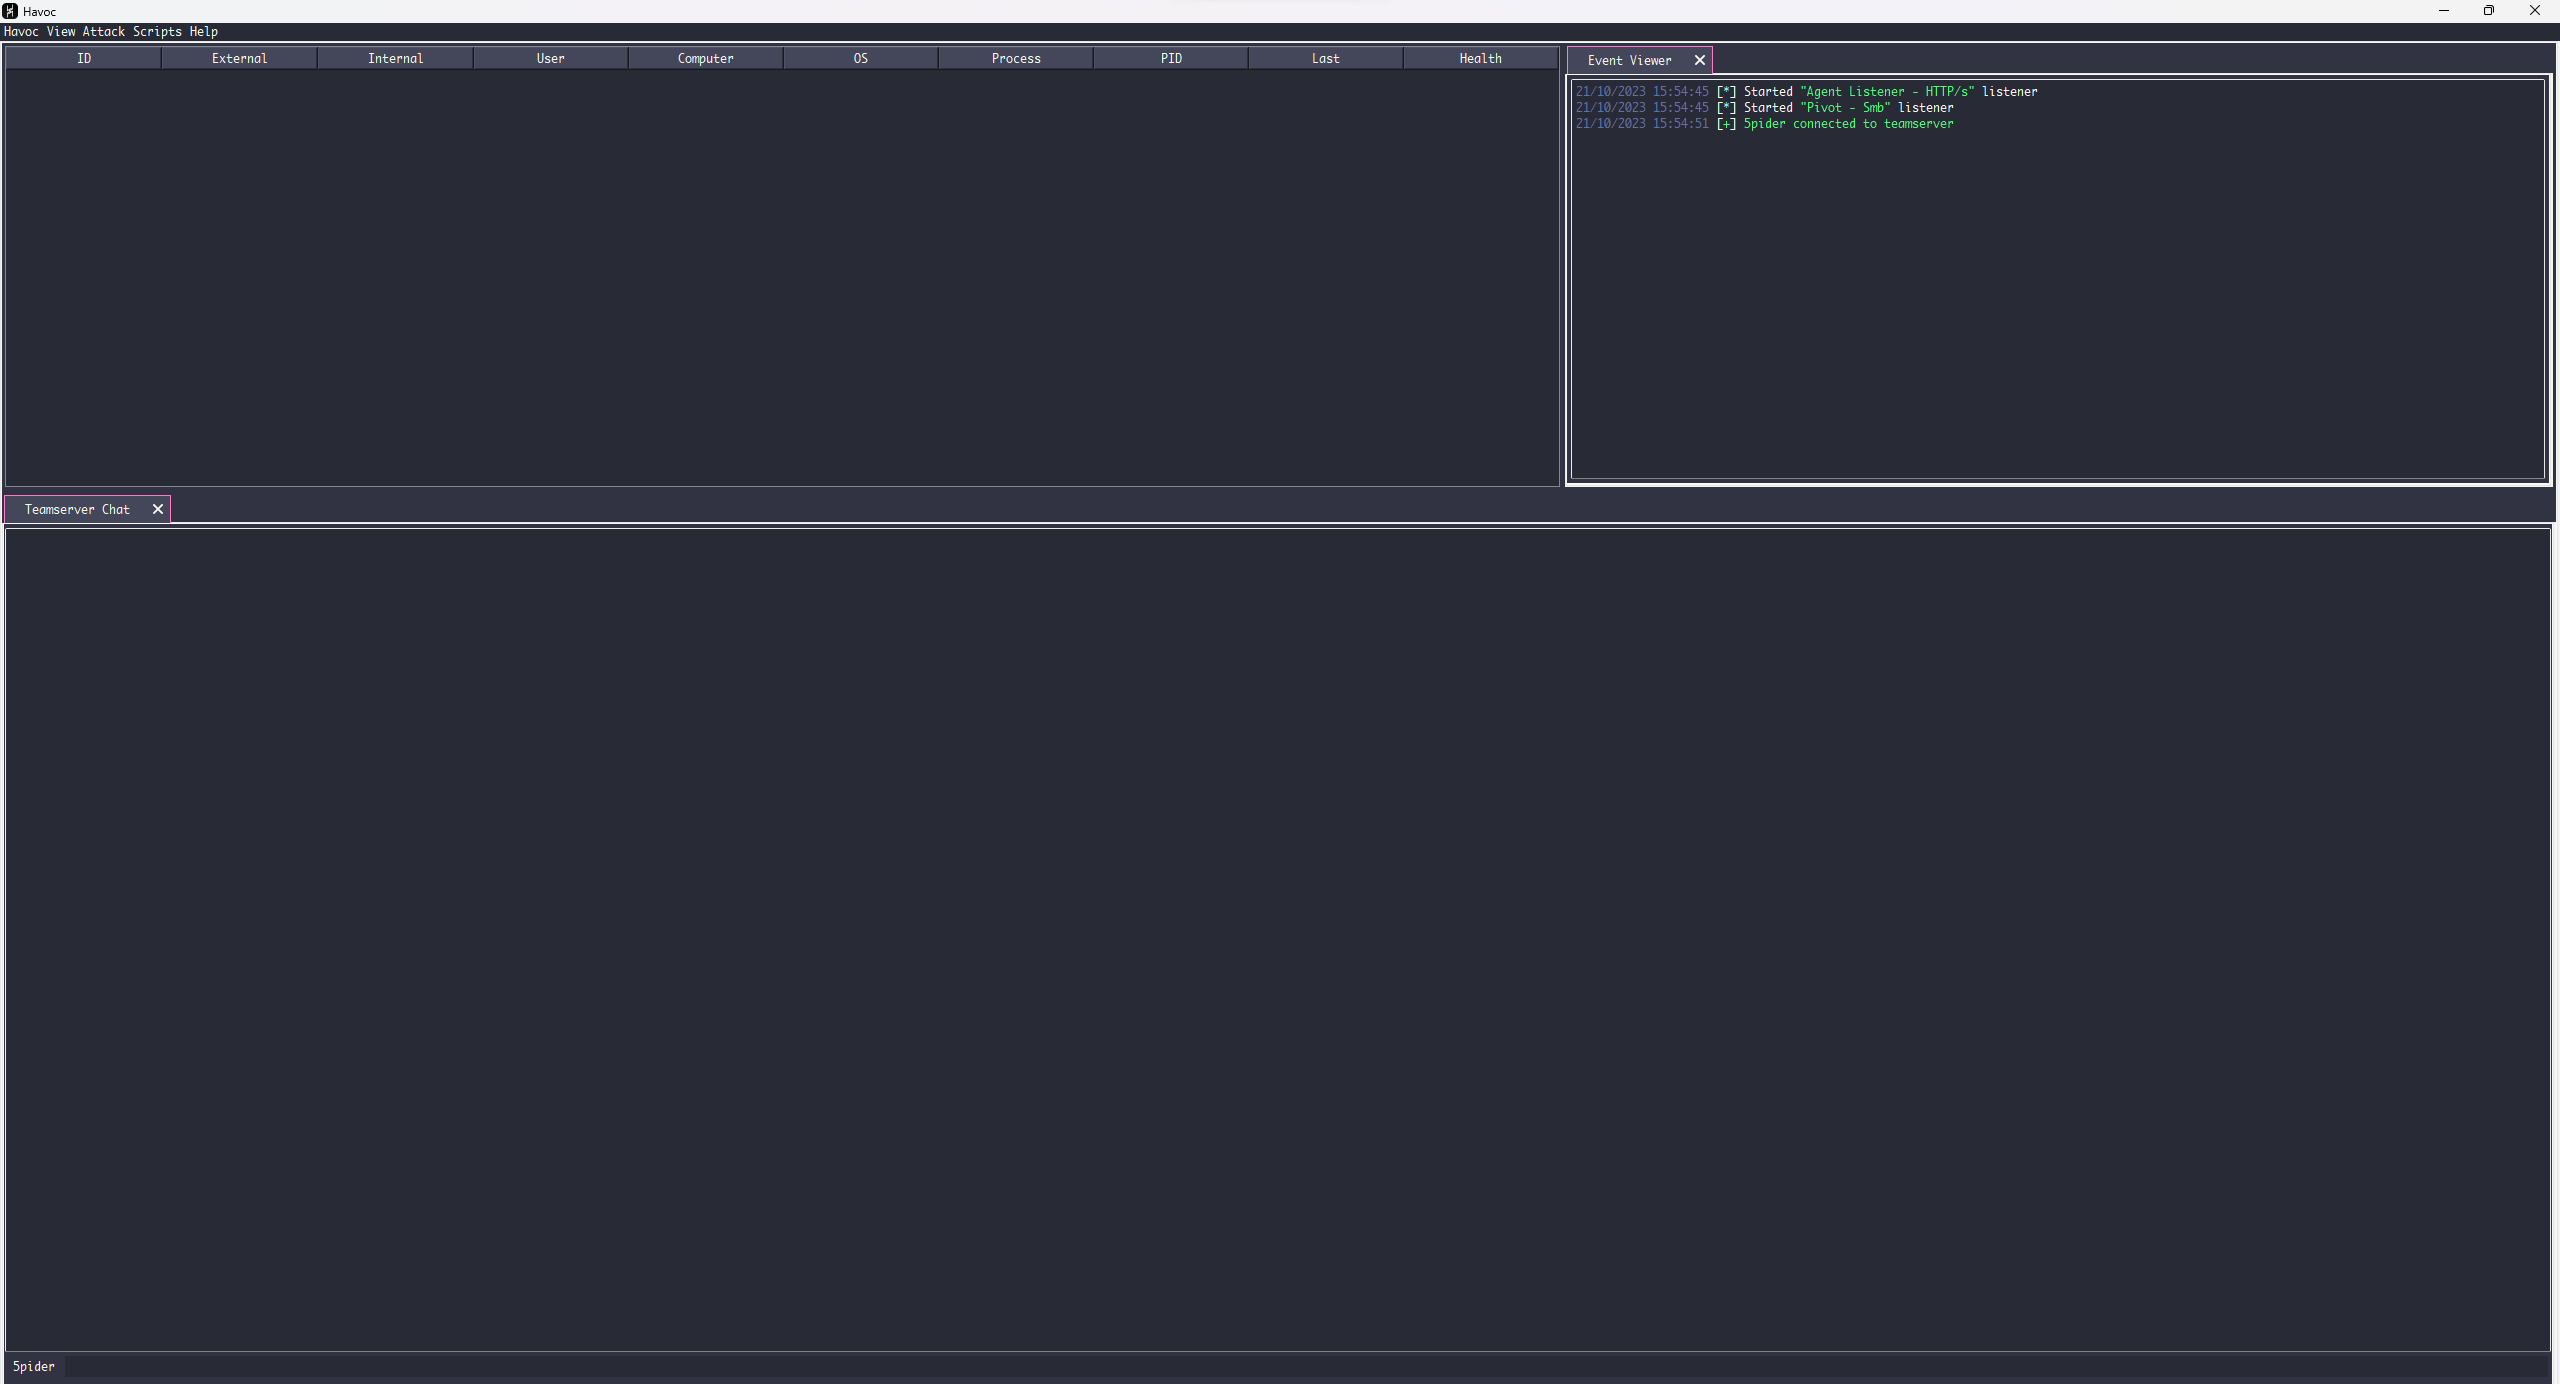 Havoc
Havoc View Attack Scripts Help
ID External Internal User Computer OS Process PID Last Health
Event Viewer
21/10/2023 15:54:45 [*] Started "Agent Listener - HTTP/s" listener
21/10/2023 15:54:45 [*] Started "Pivot - Smb" listener
21/10/2023 15:54:51 [+] 5pider connected to teamserver
Teamserver Chat
5pider